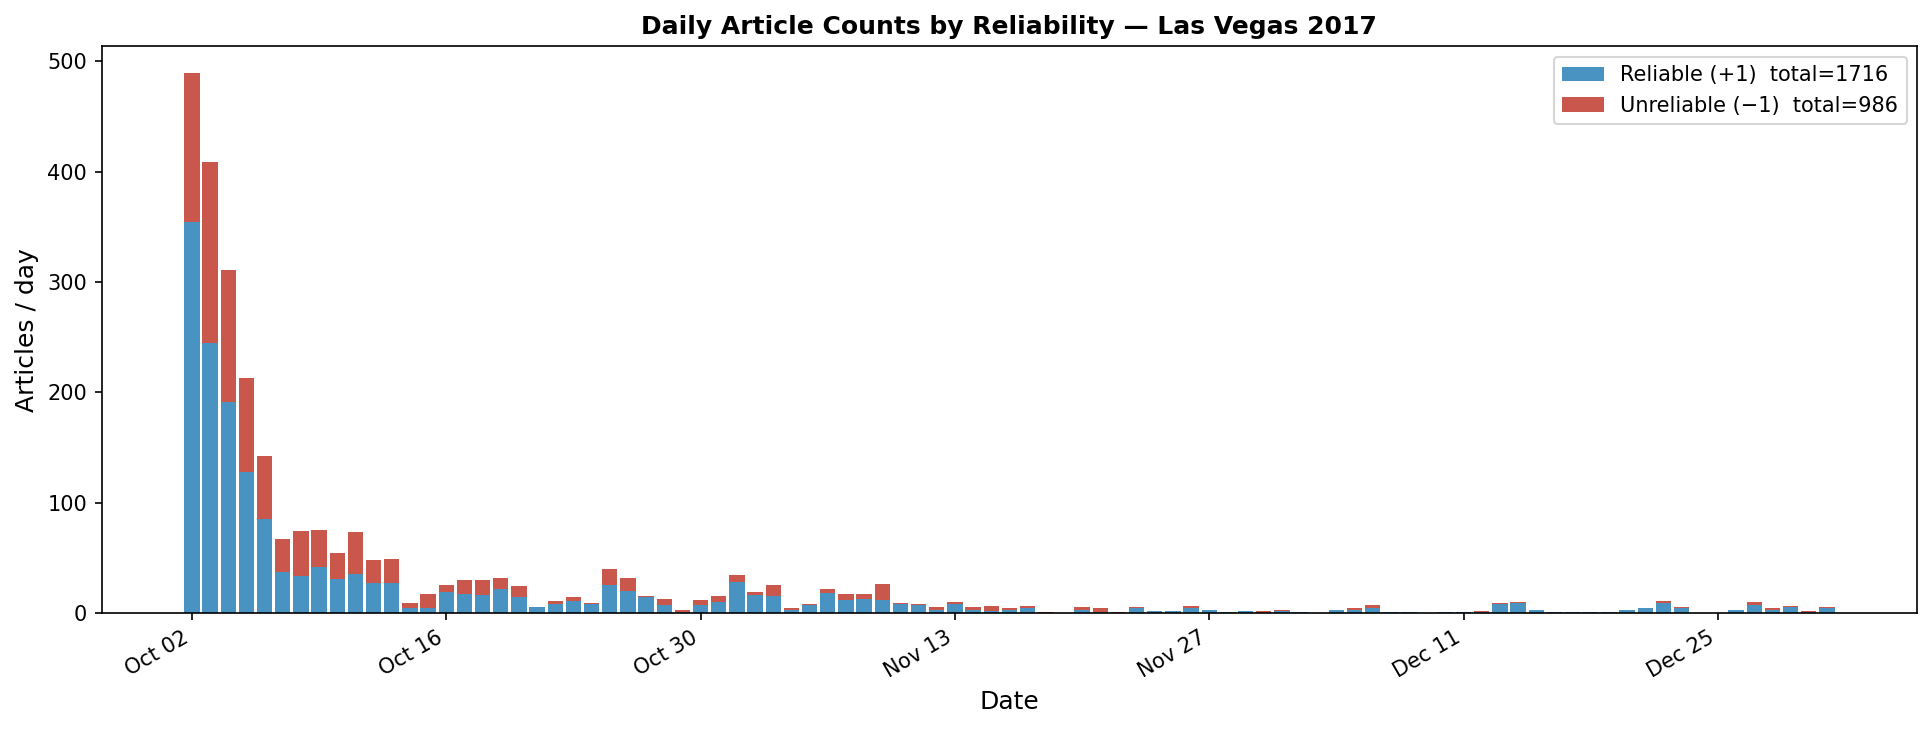 Daily Article Counts by Reliability — Las Vegas 2017
500
400
300
200
100
0
Articles / day
Reliable (+1)  total=1716
Unreliable (−1)  total=986
Oct 02
Oct 16
Oct 30
Nov 13
Nov 27
Dec 11
Dec 25
Date